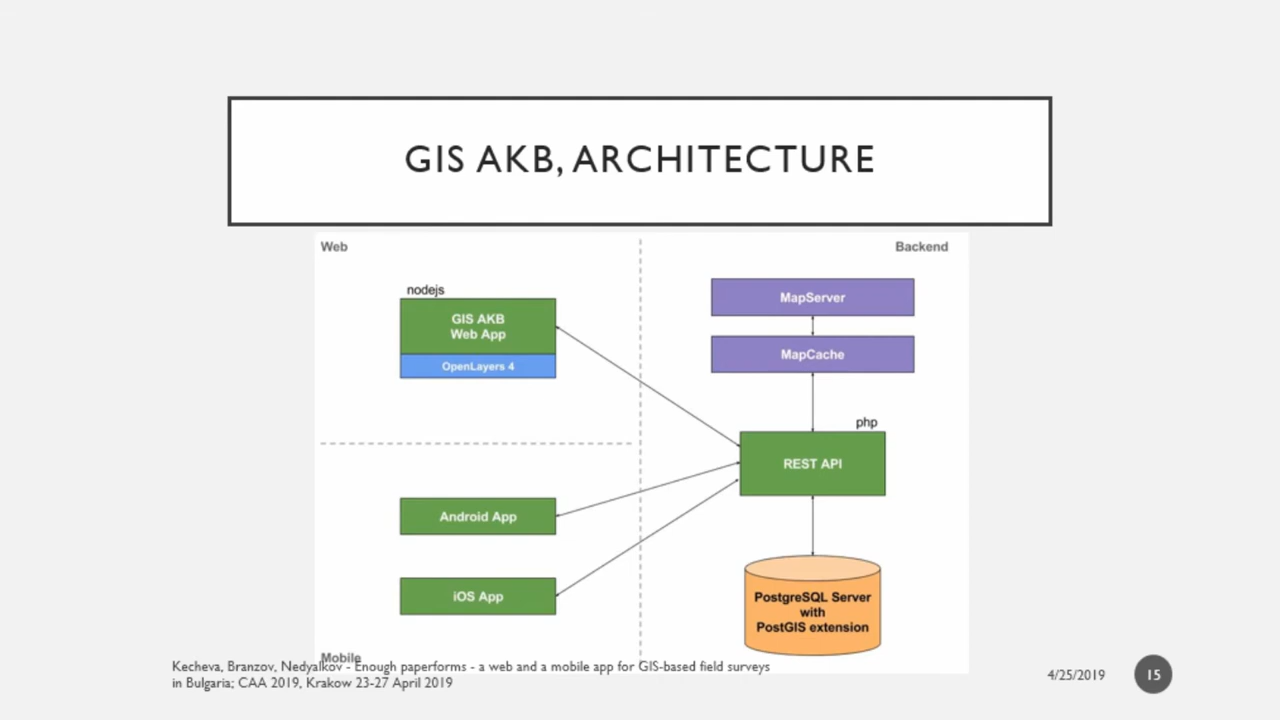 GIS AKB, ARCHITECTURE
Web
Backend
nodejs
GIS AKB
Web App
OpenLayers 4
MapServer
MapCache
php
REST API
Android App
iOS App
PostgreSQL Server
with
PostGIS extension
Mobile
Kecheva, Branzov, Nedyalkov - Enough paperforms - a web and a mobile app for GIS-based field surveys
in Bulgaria; CAA 2019, Krakow 23-27 April 2019
4/25/2019
15